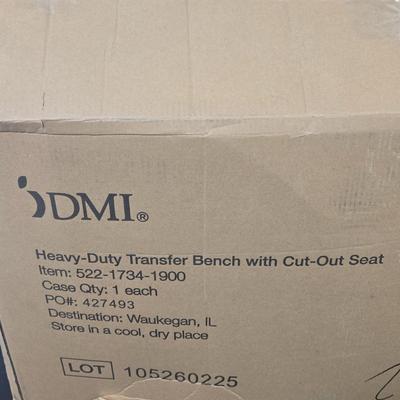 DMI®
Heavy-Duty Transfer Bench with Cut-Out Seat
Item: 522-1734-1900
Case Qty: 1 each
PO#: 427493
Destination: Waukegan, IL
Store in a cool, dry place
LOT 105260225